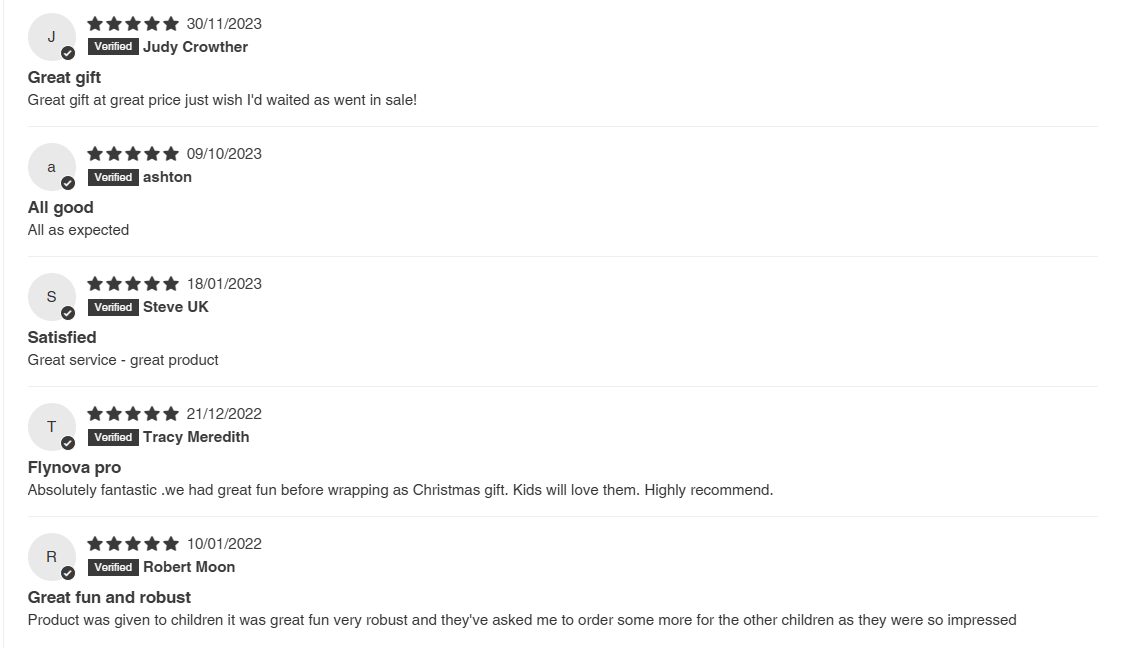 J
30/11/2023
Verified Judy Crowther
Great gift
Great gift at great price just wish I'd waited as went in sale!
a
09/10/2023
Verified ashton
All good
All as expected
S
18/01/2023
Verified Steve UK
Satisfied
Great service - great product
T
21/12/2022
Verified Tracy Meredith
Flynova pro
Absolutely fantastic .we had great fun before wrapping as Christmas gift. Kids will love them. Highly recommend.
R
10/01/2022
Verified Robert Moon
Great fun and robust
Product was given to children it was great fun very robust and they've asked me to order some more for the other children as they were so impressed